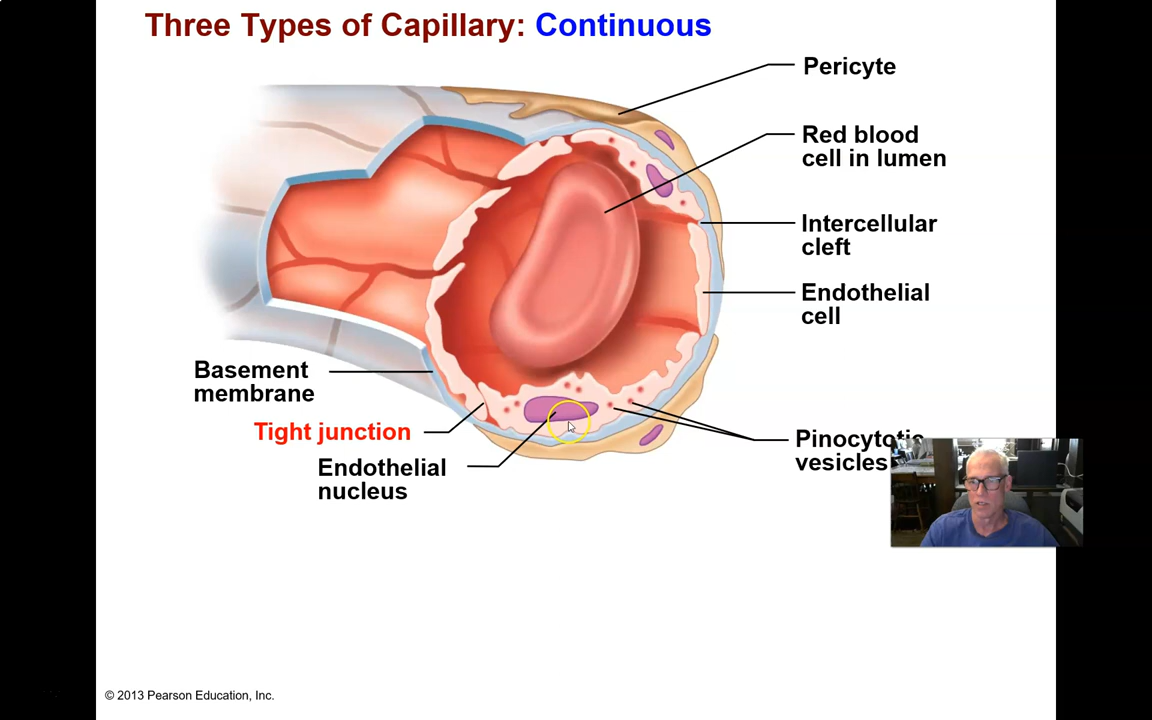 Three Types of Capillary: Continuous
Pericyte
Red blood
cell in lumen
Intercellular
cleft
Endothelial
cell
Basement
membrane
Tight junction
Endothelial
nucleus
Pinocytotic
vesicles
© 2013 Pearson Education, Inc.